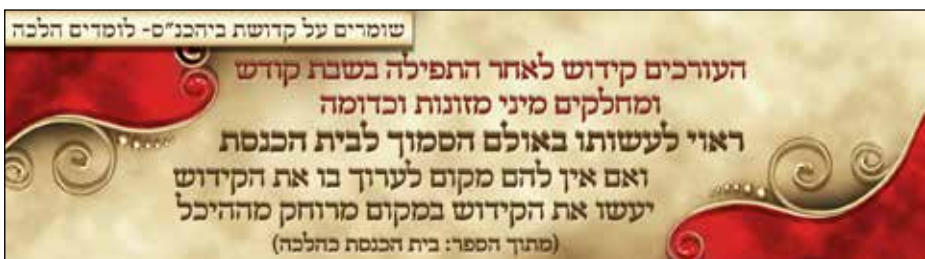 שומרים על קדושת ביהכנ"ס- לומדים הלכה
העורכים קידוש לאחר התפילה בשבת קודש
ומחלקים מיני מזונות וכדומה
ראוי לעשותו באולם הסמוך לבית הכנסת
ואם אין להם מקום לערוך בו את הקידוש
יעשו את הקידוש במקום מרוחק מההיכל
(מתוך הספר: בית הכנסת כהלכה)